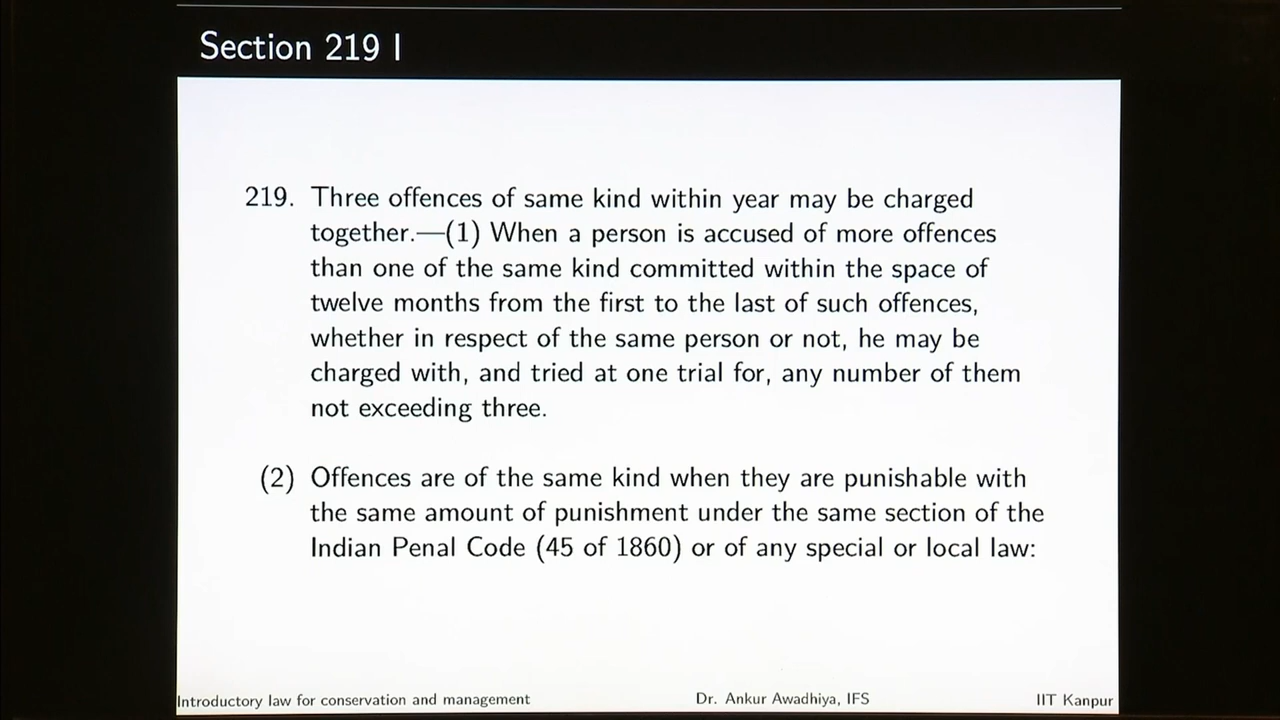 Section 219 I
219. Three offences of same kind within year may be charged
together.—(1) When a person is accused of more offences
than one of the same kind committed within the space of
twelve months from the first to the last of such offences,
whether in respect of the same person or not, he may be
charged with, and tried at one trial for, any number of them
not exceeding three.
(2) Offences are of the same kind when they are punishable with
the same amount of punishment under the same section of the
Indian Penal Code (45 of 1860) or of any special or local law:
Introductory law for conservation and management Dr. Ankur Awadhiya, IFS IIT Kanpur